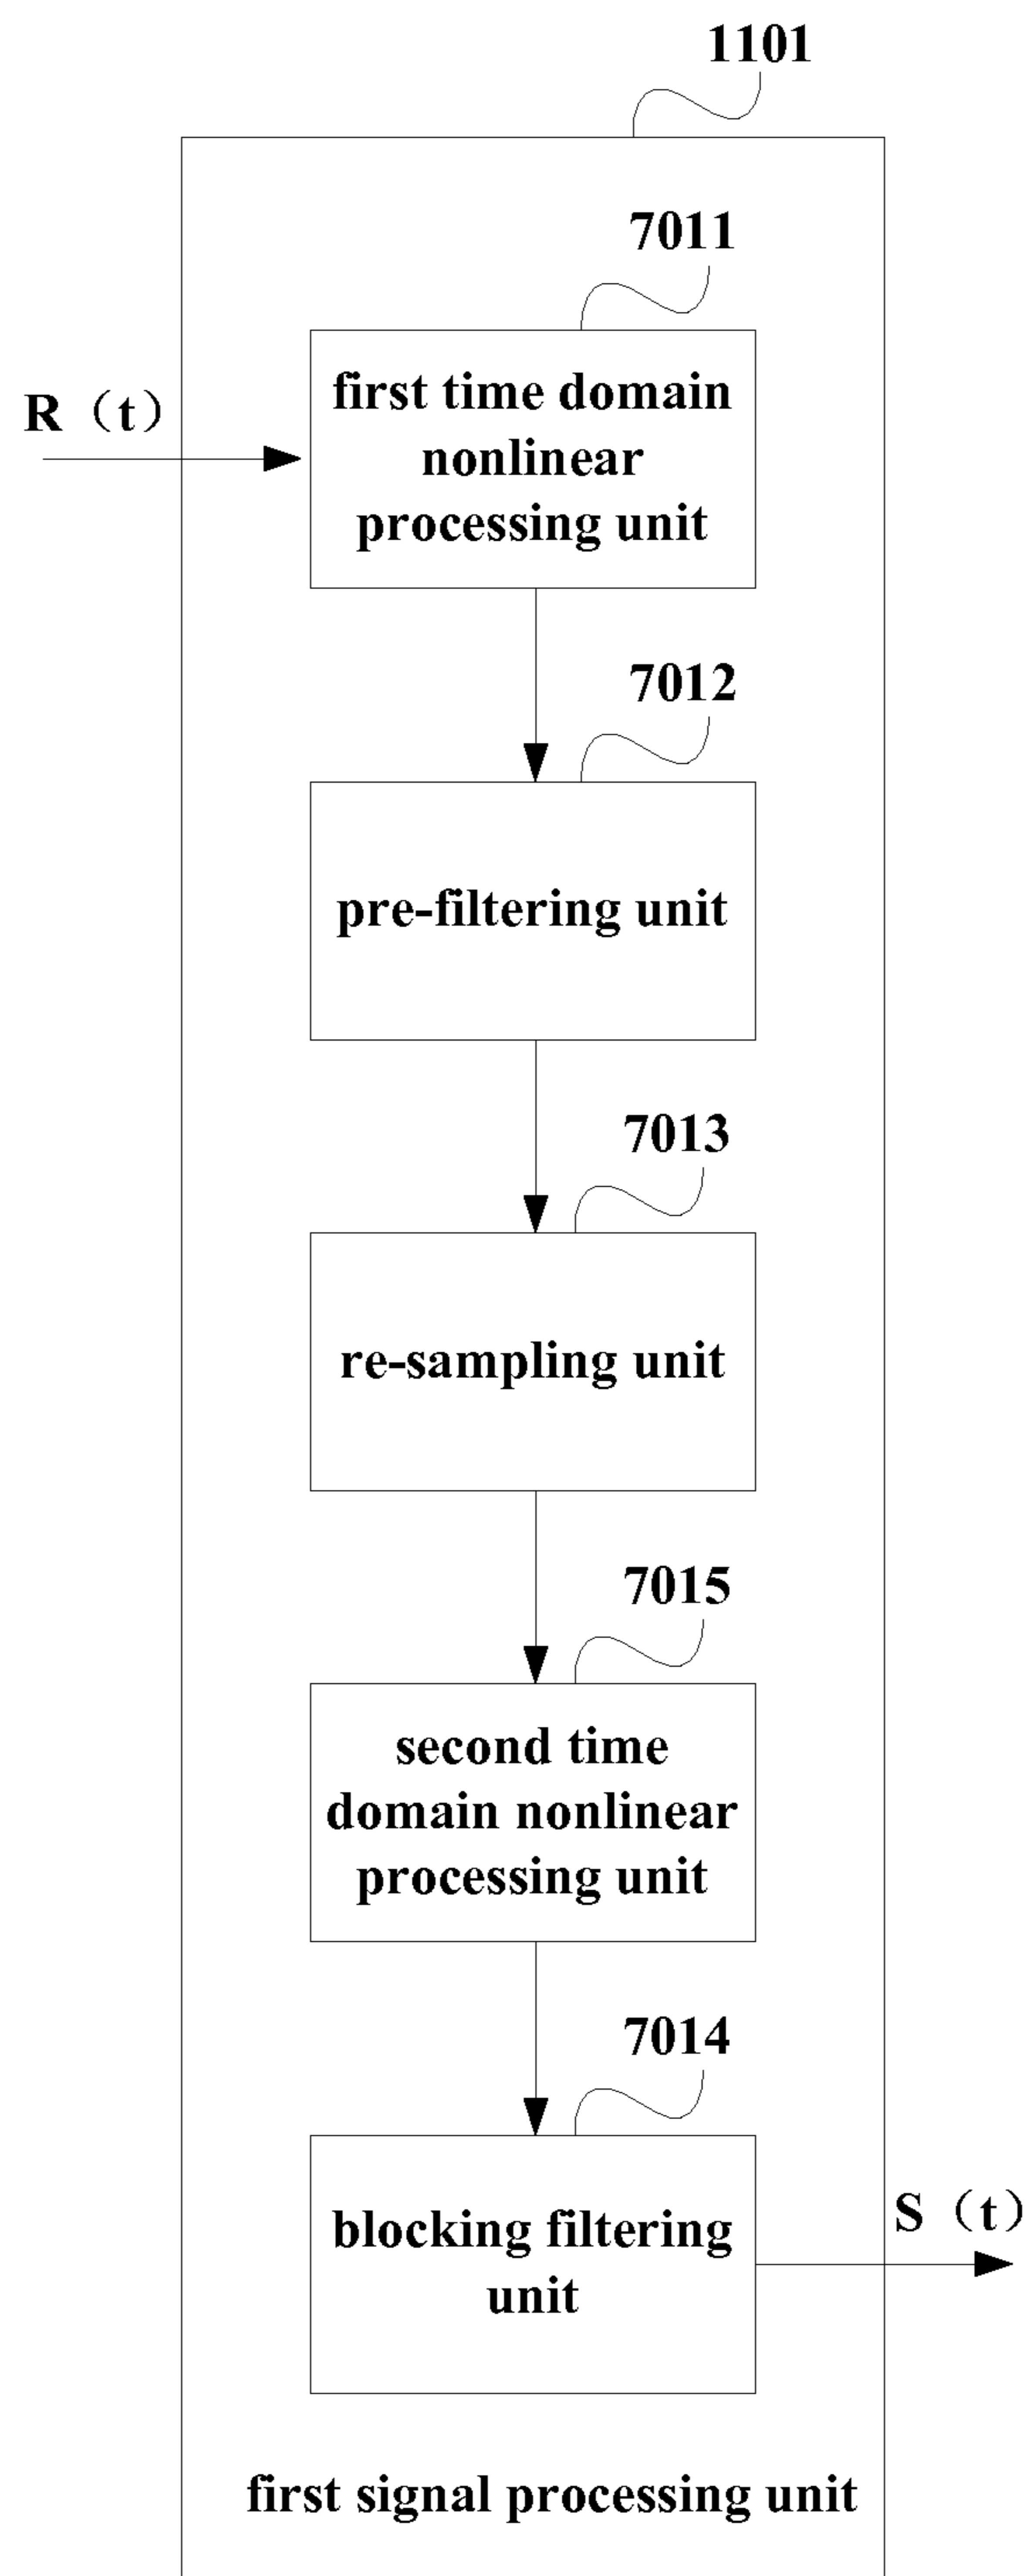 1101
7011
R（t）
first time domain
nonlinear
processing unit
7012
pre-filtering unit
7013
re-sampling unit
7015
second time
domain nonlinear
processing unit
7014
blocking filtering
unit
S（t）
first signal processing unit